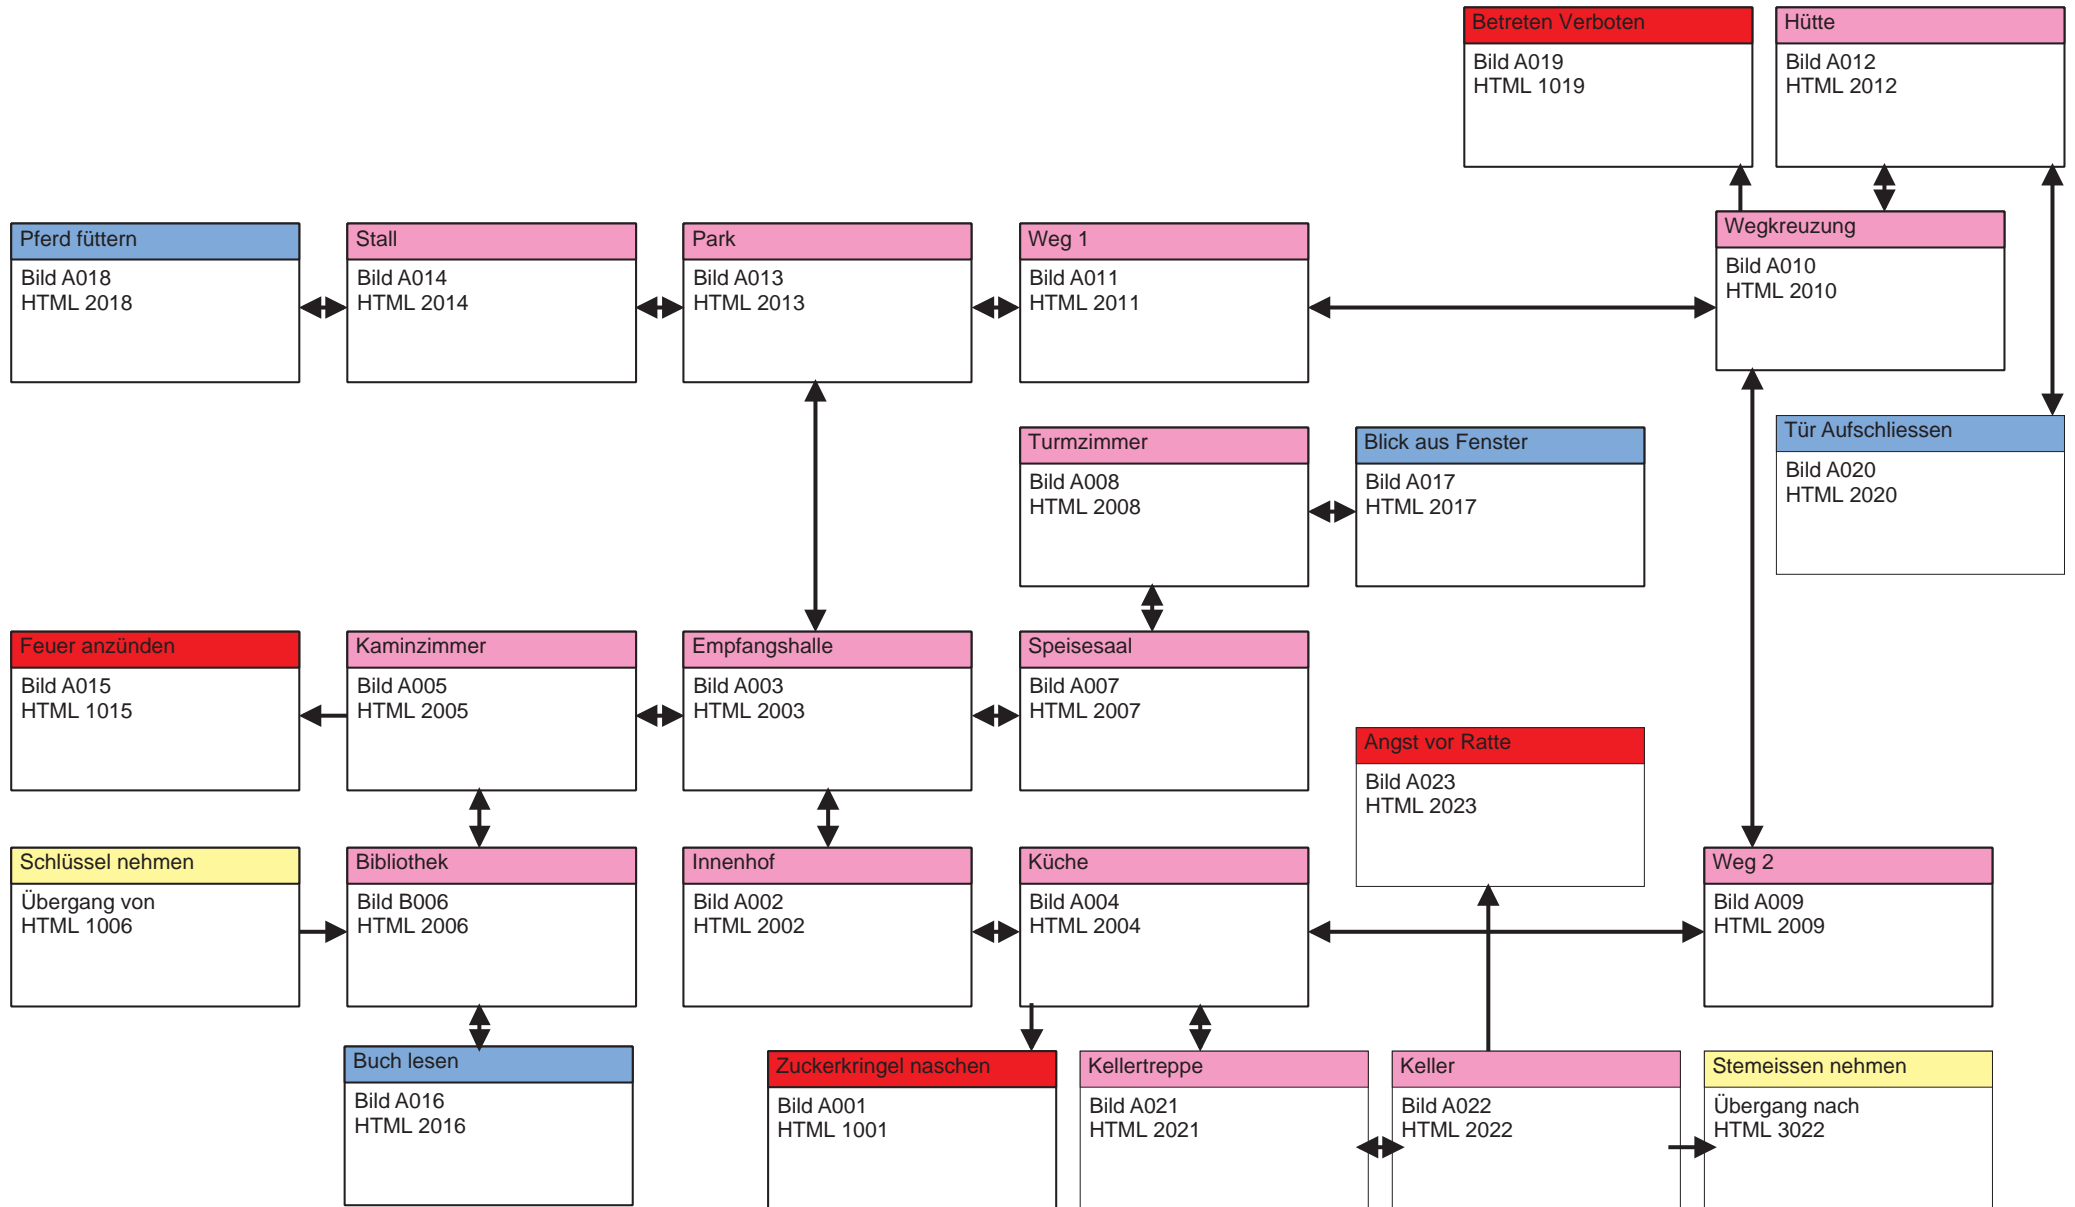 Betreten Verboten
Bild A019
HTML 1019
Hütte
Bild A012
HTML 2012
Pferd füttern
Bild A018
HTML 2018
Stall
Bild A014
HTML 2014
Park
Bild A013
HTML 2013
Weg 1
Bild A011
HTML 2011
Wegkreuzung
Bild A010
HTML 2010
Turmzimmer
Bild A008
HTML 2008
Blick aus Fenster
Bild A017
HTML 2017
Tür Aufschliessen
Bild A020
HTML 2020
Feuer anzünden
Bild A015
HTML 1015
Kaminzimmer
Bild A005
HTML 2005
Empfangshalle
Bild A003
HTML 2003
Speisesaal
Bild A007
HTML 2007
Angst vor Ratte
Bild A023
HTML 2023
Schlüssel nehmen
Übergang von
HTML 1006
Bibliothek
Bild B006
HTML 2006
Innenhof
Bild A002
HTML 2002
Küche
Bild A004
HTML 2004
Weg 2
Bild A009
HTML 2009
Buch lesen
Bild A016
HTML 2016
Zuckerkringel naschen
Bild A001
HTML 1001
Kellertreppe
Bild A021
HTML 2021
Keller
Bild A022
HTML 2022
Stemeissen nehmen
Übergang nach
HTML 3022